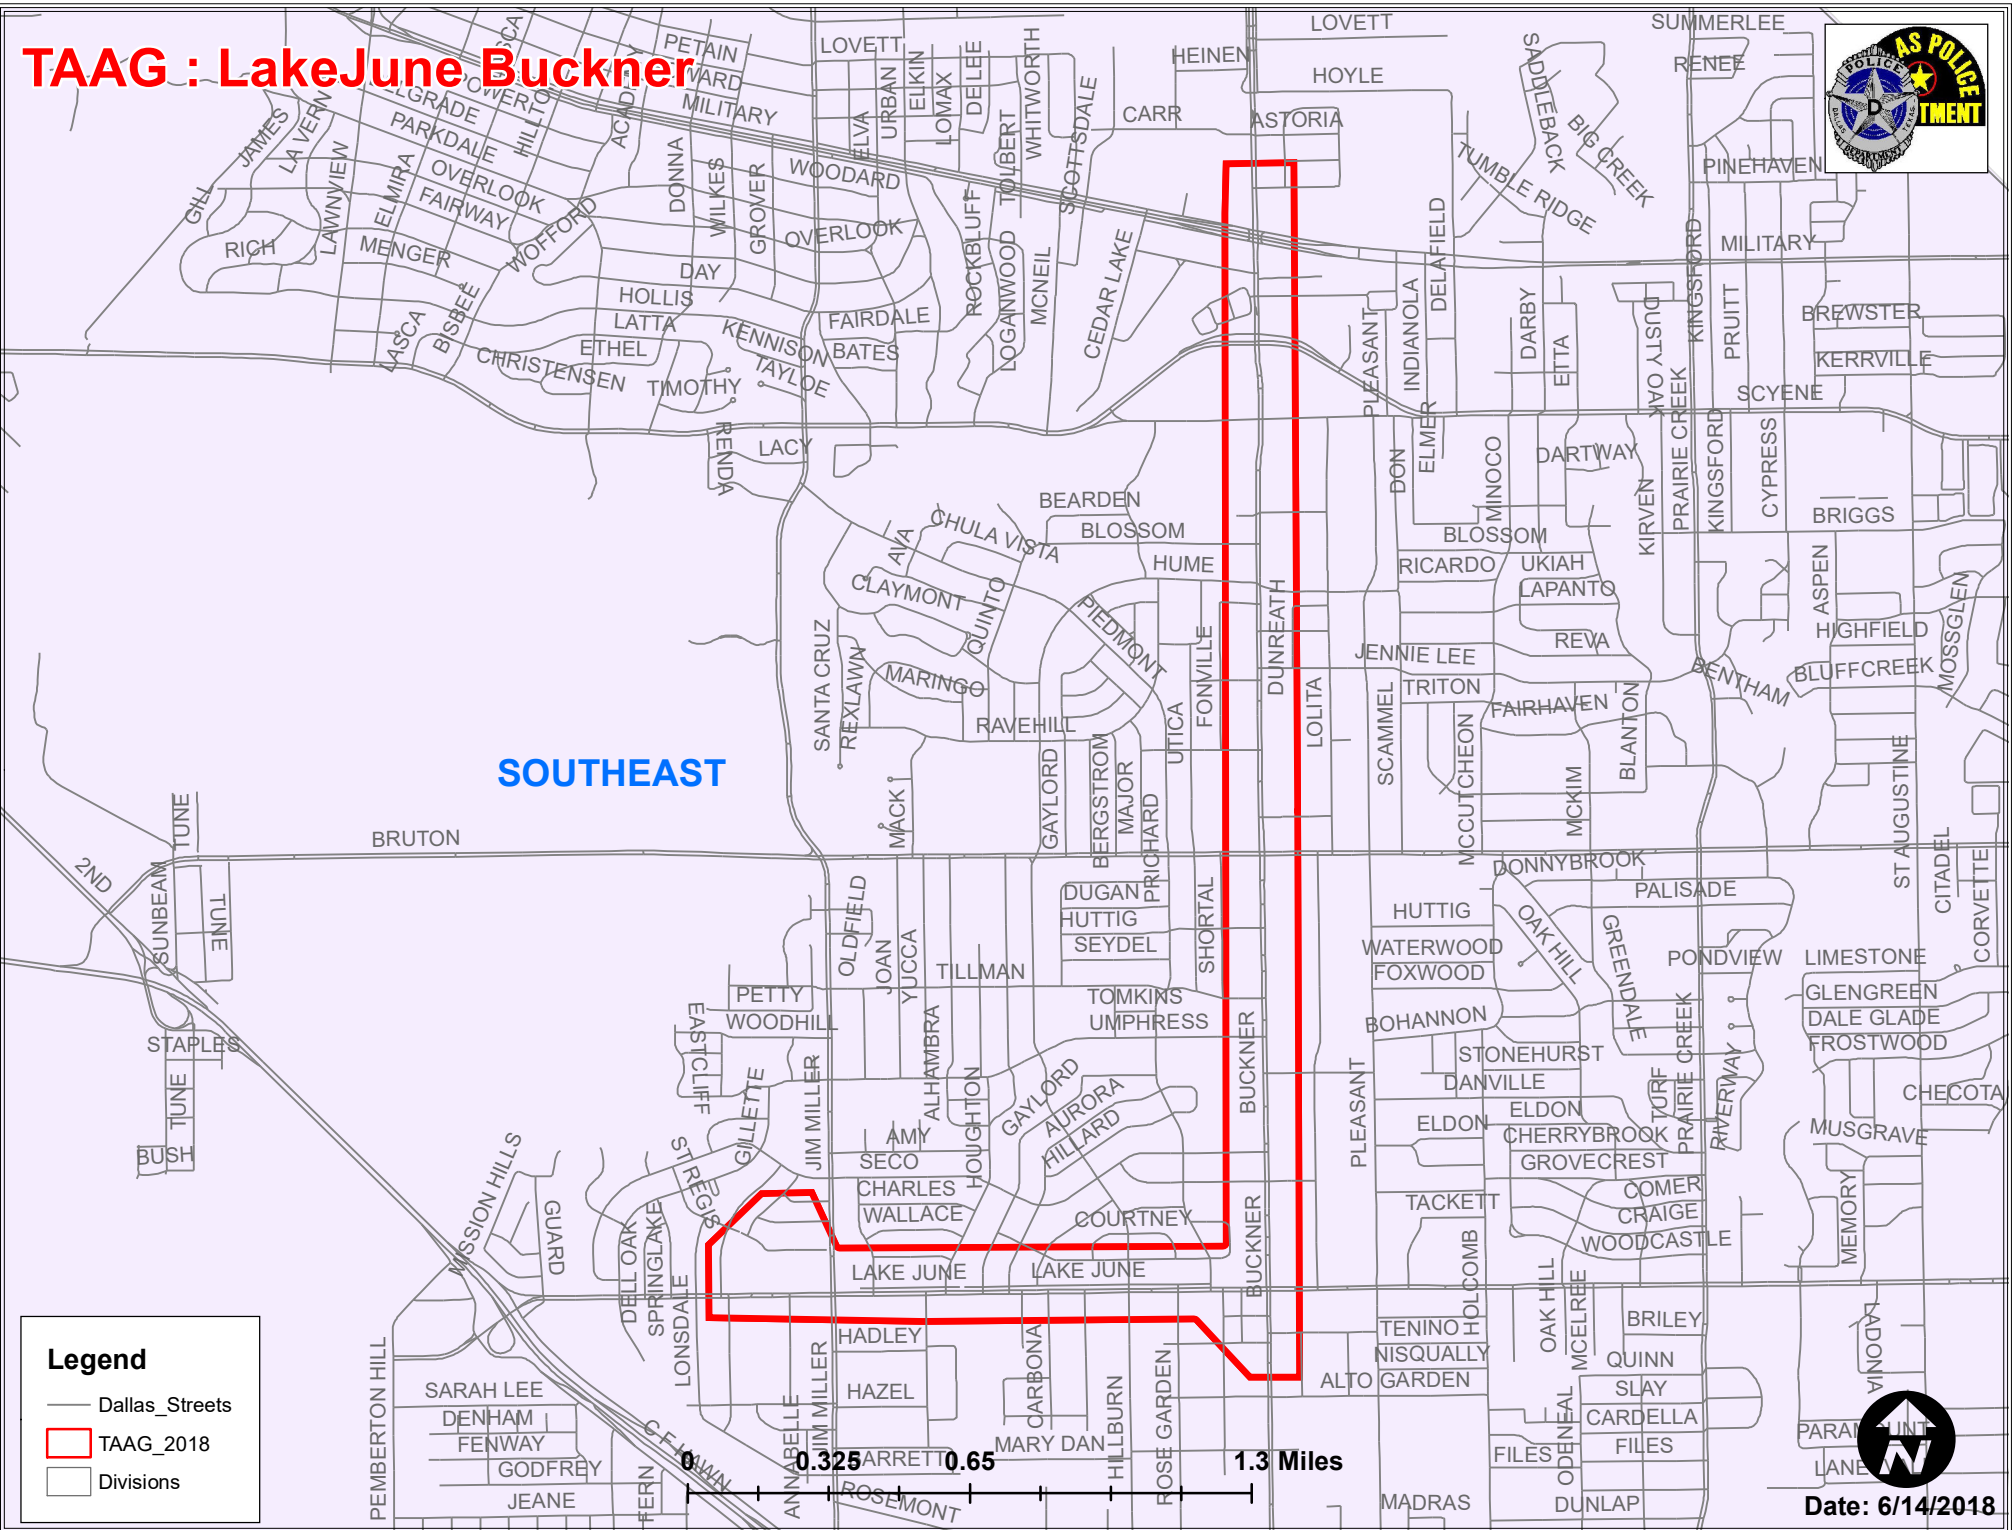 TAAG : LakeJune Buckner
LOVETT
SUMMERLEE
PETAIN
LOVETT
HEINEN
HOYLE
RENEE
SADDLEBACK
AS POLICE
TMENT
POLICE
D
DALLAS
TEXAS
DEPARTMENT
MILITARY
ELVA
URBAN
ELKIN
LOMAX
DELEE
WHITWORTH
TOLBERT
SCOTTSDALE
CARR
ASTORIA
BIG CREEK
TUMBLE RIDGE
PINEHAVEN
JAMES
LA VERN
PARKDALE
HILLTO
ACADEMY
GILL
LAWNVIEW
ELMIRA
OVERLOOK
FAIRWAY
WOFFORD
DONNA
WILKES
GROVER
WOODARD
OVERLOOK
ROCKBLUFF
LOGANWOOD
MCNEIL
CEDAR LAKE
DELAFIELD
INDIANOLA
PLEASANT
KINGSFORD
MILITARY
RICH
MENGER
BISBEE
LASCA
DAY
HOLLIS
LATTA
ETHEL
CHRISTENSEN
TIMOTHY
KENNISON
TAYLOE
FAIRDALE
BATES
DARBY
ETTA
DUSTY OAK
PRUITT
BREWSTER
KERRVILLE
SCYENE
RENDA
LACY
BEARDEN
BLOSSOM
CHULA VISTA
AVA
CLAYMONT
QUINTO
HUME
PIEDMONT
DON
ELMER
MINOCO
DARTWAY
KIRVEN
PRAIRIE CREEK
KINGSFORD
CYPRESS
BRIGGS
BLOSSOM
RICARDO
UKIAH
LAPANTO
REVA
ASPEN
HIGHFIELD
BLUFFCREEK
MOSSGLEN
BENTHAM
SANTA CRUZ
REXLAWN
MARINGO
RAVEHILL
UTICA
FONVILLE
DUNREATH
LOLITA
JENNIE LEE
TRITON
FAIRHAVEN
SCAMMEL
MCCUTCHEON
MCKIM
BLANTON
ST AUGUSTINE
SOUTHEAST
MACK
GAYLORD
BERGSTROM
MAJOR
PRICHARD
BRUTON
TUNE
2ND
SUNBEAM
TUNE
OLDFIELD
JOAN
YUCCA
DUGAN
HUTTIG
SEYDEL
SHORTAL
DONNYBROOK
PALISADE
HUTTIG
WATERWOOD
FOXWOOD
OAK HILL
GREENDALE
CITADEL
CORVETTE
PONDVIEW
LIMESTONE
GLENGREEN
DALE GLADE
FROSTWOOD
CHECOTA
TILLMAN
PETTY
WOODHILL
EASTCLIFF
GILLETTE
JIM MILLER
ALHAMBRA
HOUGHTON
TOMKINS
UMPHRESS
BUCKNER
BOHANNON
STONEHURST
DANVILLE
ELDON
ELDON
CHERRYBROOK
GROVECREST
TURF
PRAIRIE CREEK
RIVERWAY
MUSGRAVE
STAPLES
TUNE
BUSH
GAYLORD
AURORA
HILLARD
AMY
SECO
CHARLES
WALLACE
COURTNEY
PLEASANT
TACKETT
COMER
CRAIGE
WOODCASTLE
MEMORY
MISSION HILLS
GUARD
ST REGIS
DELL OAK
SPRINGLAKE
LONSDALE
LAKE JUNE
LAKE JUNE
BUCKNER
HOLCOMB
OAK HILL
MCELREE
BRILEY
LADONIA
HADLEY
TENINO
NISQUALLY
ALTO GARDEN
QUINN
SLAY
CARDELLA
FILES
FILES
ODENEAL
DUNLAP
MADRAS
PEMBERTON HILL
SARAH LEE
DENHAM
FENWAY
GODFREY
JEANE
FERN
C F HAWN
ANNABELLE
JIM MILLER
HAZEL
CARBONA
MARY DAN
HILLBURN
ROSE GARDEN
ROSEMONT
Legend
Dallas_Streets
TAAG_2018
Divisions
0 0.325 0.65 1.3 Miles
N
Date: 6/14/2018